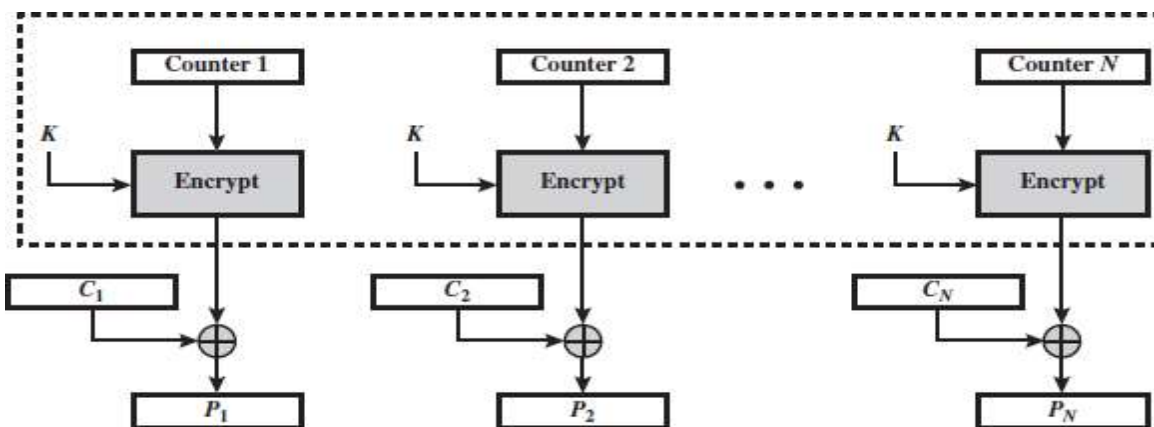 Counter 1 Counter 2 Counter N
K K K
Encrypt Encrypt . . . Encrypt
C1 C2 CN
P1 P2 PN